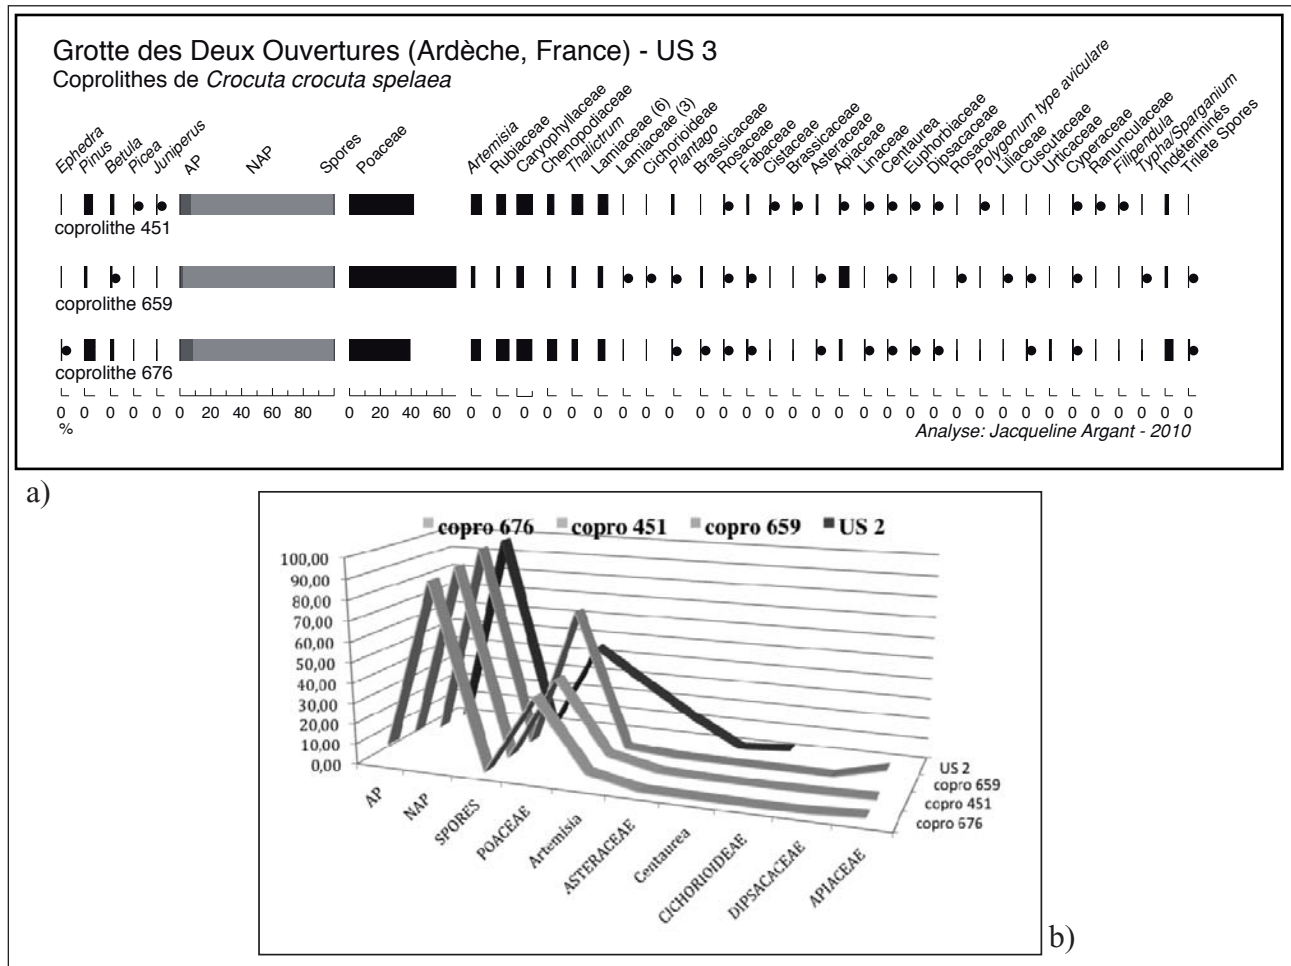 Grotte des Deux Ouvertures (Ardèche, France) - US 3
Coprolithes de Crocuta crocuta spelaea
Ephedra
Pinus
Betula
Picea
Juniperus
AP
NAP
Spores
Poaceae
Artemisia
Rubiaceae
Caryophyllaceae
Chenopodiaceae
Thalictrum
Lamiaceae (6)
Lamiaceae (3)
Cichorioideae
Plantago
Brassicaceae
Rosaceae
Fabaceae
Cistaceae
Brassicaceae
Asteraceae
Apiaceae
Linaceae
Centaurea
Euphorbiaceae
Dipsacaceae
Rosaceae
Polygonum type aviculare
Liliaceae
Cuscutaceae
Urticaceae
Cyperaceae
Ranunculaceae
Filipendula
Typha/Sparganium
Indéterminés
Trilete Spores
coprolithe 451
coprolithe 659
coprolithe 676
0 0 0 0 0 0 20 40 60 80 0 20 40 60 0 0 0 0 0 0 0 0 0 0 0 0 0 0 0 0 0 0 0 0 0 0 0 0 0 0 0 0 0 0 0
%
Analyse: Jacqueline Argant - 2010
a)
copro 676 copro 451 copro 659 US 2
100,00
90,00
80,00
70,00
60,00
50,00
40,00
30,00
20,00
10,00
0,00
AP
NAP
SPORES
POACEAE
Artemisia
ASTERACEAE
Centaurea
CICHORIOIDEAE
DIPSACACEAE
APIACEAE
US 2
copro 659
copro 451
copro 676
b)